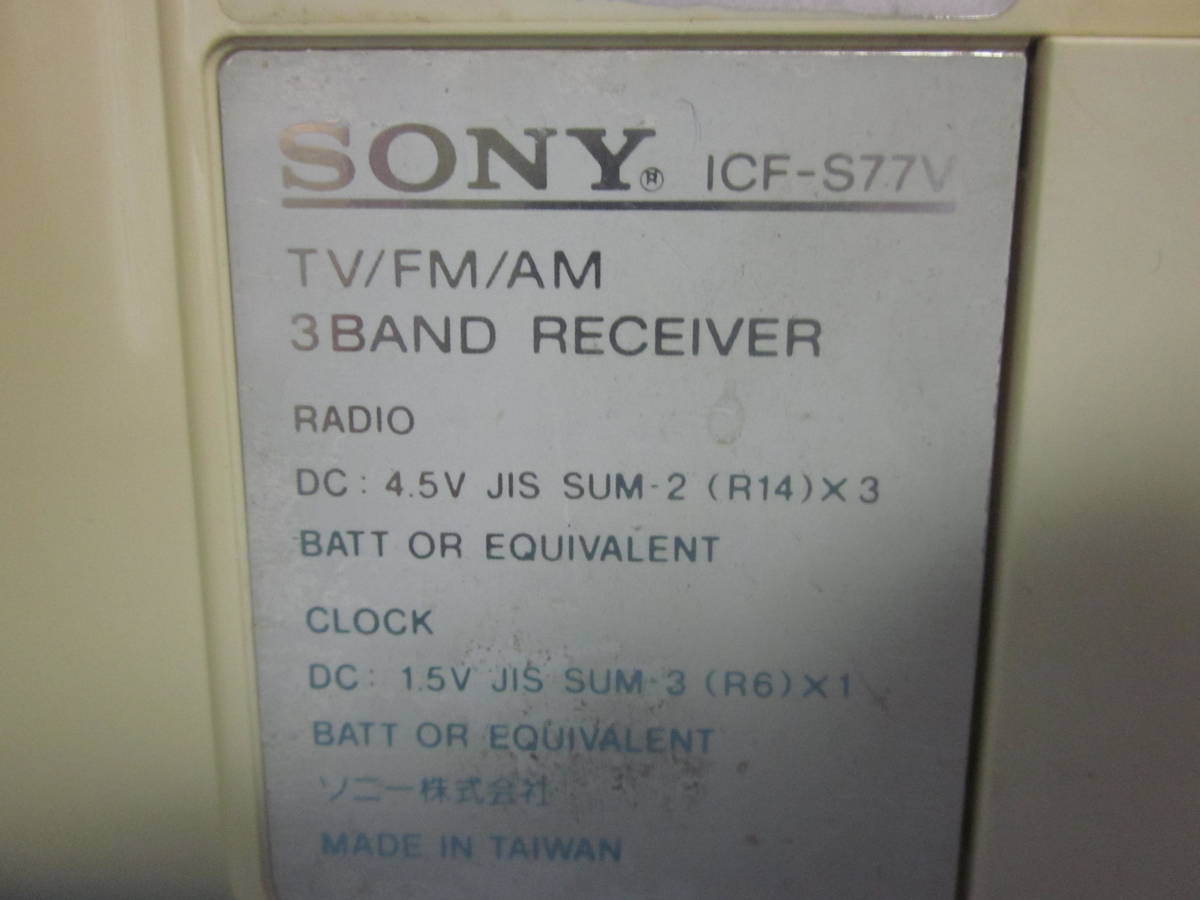 SONY® ICF-S77V
TV/FM/AM
3 BAND RECEIVER
RADIO
DC: 4.5V JIS SUM-2 (R14)×3
BATT OR EQUIVALENT
CLOCK
DC: 1.5V JIS SUM-3 (R6)×1
BATT OR EQUIVALENT
ソニー株式会社
MADE IN TAIWAN